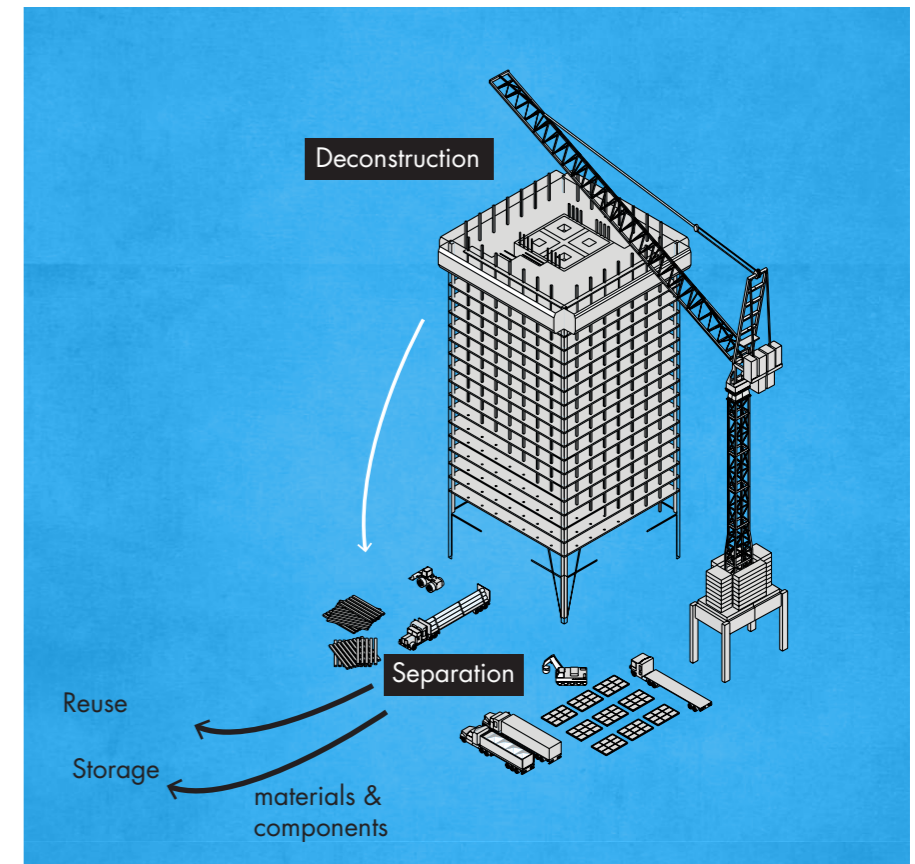 Deconstruction
Separation
Reuse
Storage
materials &
components